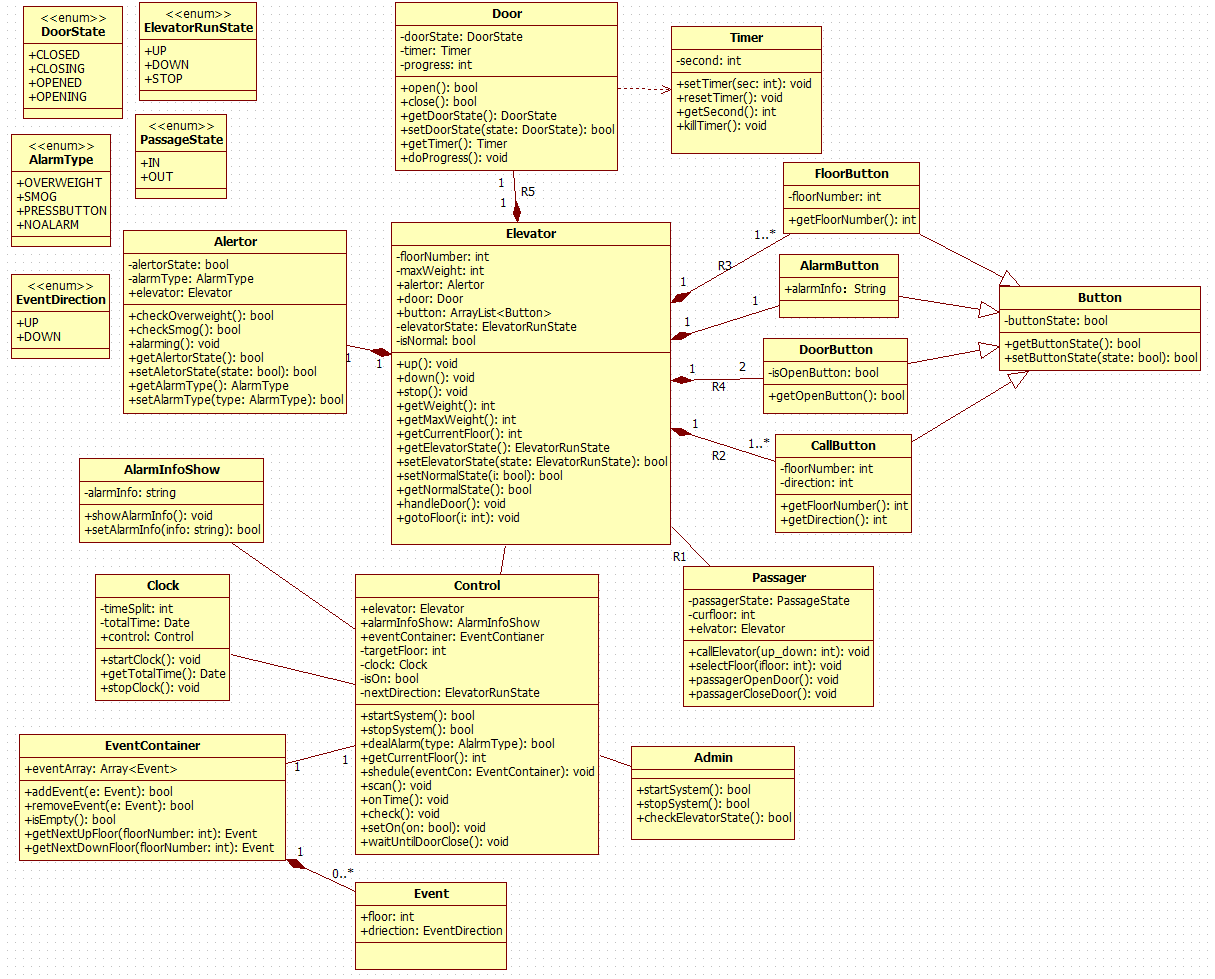 <<enum>>
DoorState
+CLOSED
+CLOSING
+OPENED
+OPENING
<<enum>>
ElevatorRunState
+UP
+DOWN
+STOP
<<enum>>
AlarmType
+OVERWEIGHT
+SMOG
+PRESSBUTTON
+NOALARM
<<enum>>
PassageState
+IN
+OUT
<<enum>>
EventDirection
+UP
+DOWN
Door
-doorState: DoorState
-timer: Timer
-progress: int
+open(): bool
+close(): bool
+getDoorState(): DoorState
+setDoorState(state: DoorState): bool
+getTimer(): Timer
+doProgress(): void
Timer
-second: int
+setTimer(sec: int): void
+resetTimer(): void
+getSecond(): int
+killTimer(): void
1
R5
1
Alertor
-alertorState: bool
-alarmType: AlarmType
+elevator: Elevator
+checkOverweight(): bool
+checkSmog(): bool
+alarming(): void
+getAlertorState(): bool
+setAletorState(state: bool): bool
+getAlarmType(): AlarmType
+setAlarmType(type: AlarmType): bool
1
1
Elevator
-floorNumber: int
-maxWeight: int
+alertor: Alertor
+door: Door
+button: ArrayList<Button>
-elevatorState: ElevatorRunState
-isNormal: bool
+up(): void
+down(): void
+stop(): void
+getWeight(): int
+getMaxWeight(): int
+getCurrentFloor(): int
+getElevatorState(): ElevatorRunState
+setElevatorState(state: ElevatorRunState): bool
+setNormalState(i: bool): bool
+getNormalState(): bool
+handleDoor(): void
+gotoFloor(i: int): void
1..*
R3
1
1
1
1
2
R4
1
1..*
R2
R1
FloorButton
-floorNumber: int
+getFloorNumber(): int
AlarmButton
+alarmInfo: String
DoorButton
-isOpenButton: bool
+getOpenButton(): bool
CallButton
-floorNumber: int
-direction: int
+getFloorNumber(): int
+getDirection(): int
Button
-buttonState: bool
+getButtonState(): bool
+setButtonState(state: bool): bool
AlarmInfoShow
-alarmInfo: string
+showAlarmInfo(): void
+setAlarmInfo(info: string): bool
Clock
-timeSplit: int
-totalTime: Date
+control: Control
+startClock(): void
+getTotalTime(): Date
+stopClock(): void
Control
+elevator: Elevator
+alarmInfoShow: AlarmInfoShow
+eventContainer: EventContianer
-targetFloor: int
-clock: Clock
-isOn: bool
-nextDirection: ElevatorRunState
+startSystem(): bool
+stopSystem(): bool
+dealAlarm(type: AlalrmType): bool
+getCurrentFloor(): int
+shedule(eventCon: EventContainer): void
+scan(): void
+onTime(): void
+check(): void
+setOn(on: bool): void
+waitUntilDoorClose(): void
Passager
-passagerState: PassageState
-curfloor: int
+elvator: Elevator
+callElevator(up_down: int): void
+selectFloor(ifloor: int): void
+passagerOpenDoor(): void
+passagerCloseDoor(): void
EventContainer
+eventArray: Array<Event>
+addEvent(e: Event): bool
+removeEvent(e: Event): bool
+isEmpty(): bool
+getNextUpFloor(floorNumber: int): Event
+getNextDownFloor(floorNumber: int): Event
1
1
Admin
+startSystem(): bool
+stopSystem(): bool
+checkElevatorState(): bool
1
0..*
Event
+floor: int
+driection: EventDirection